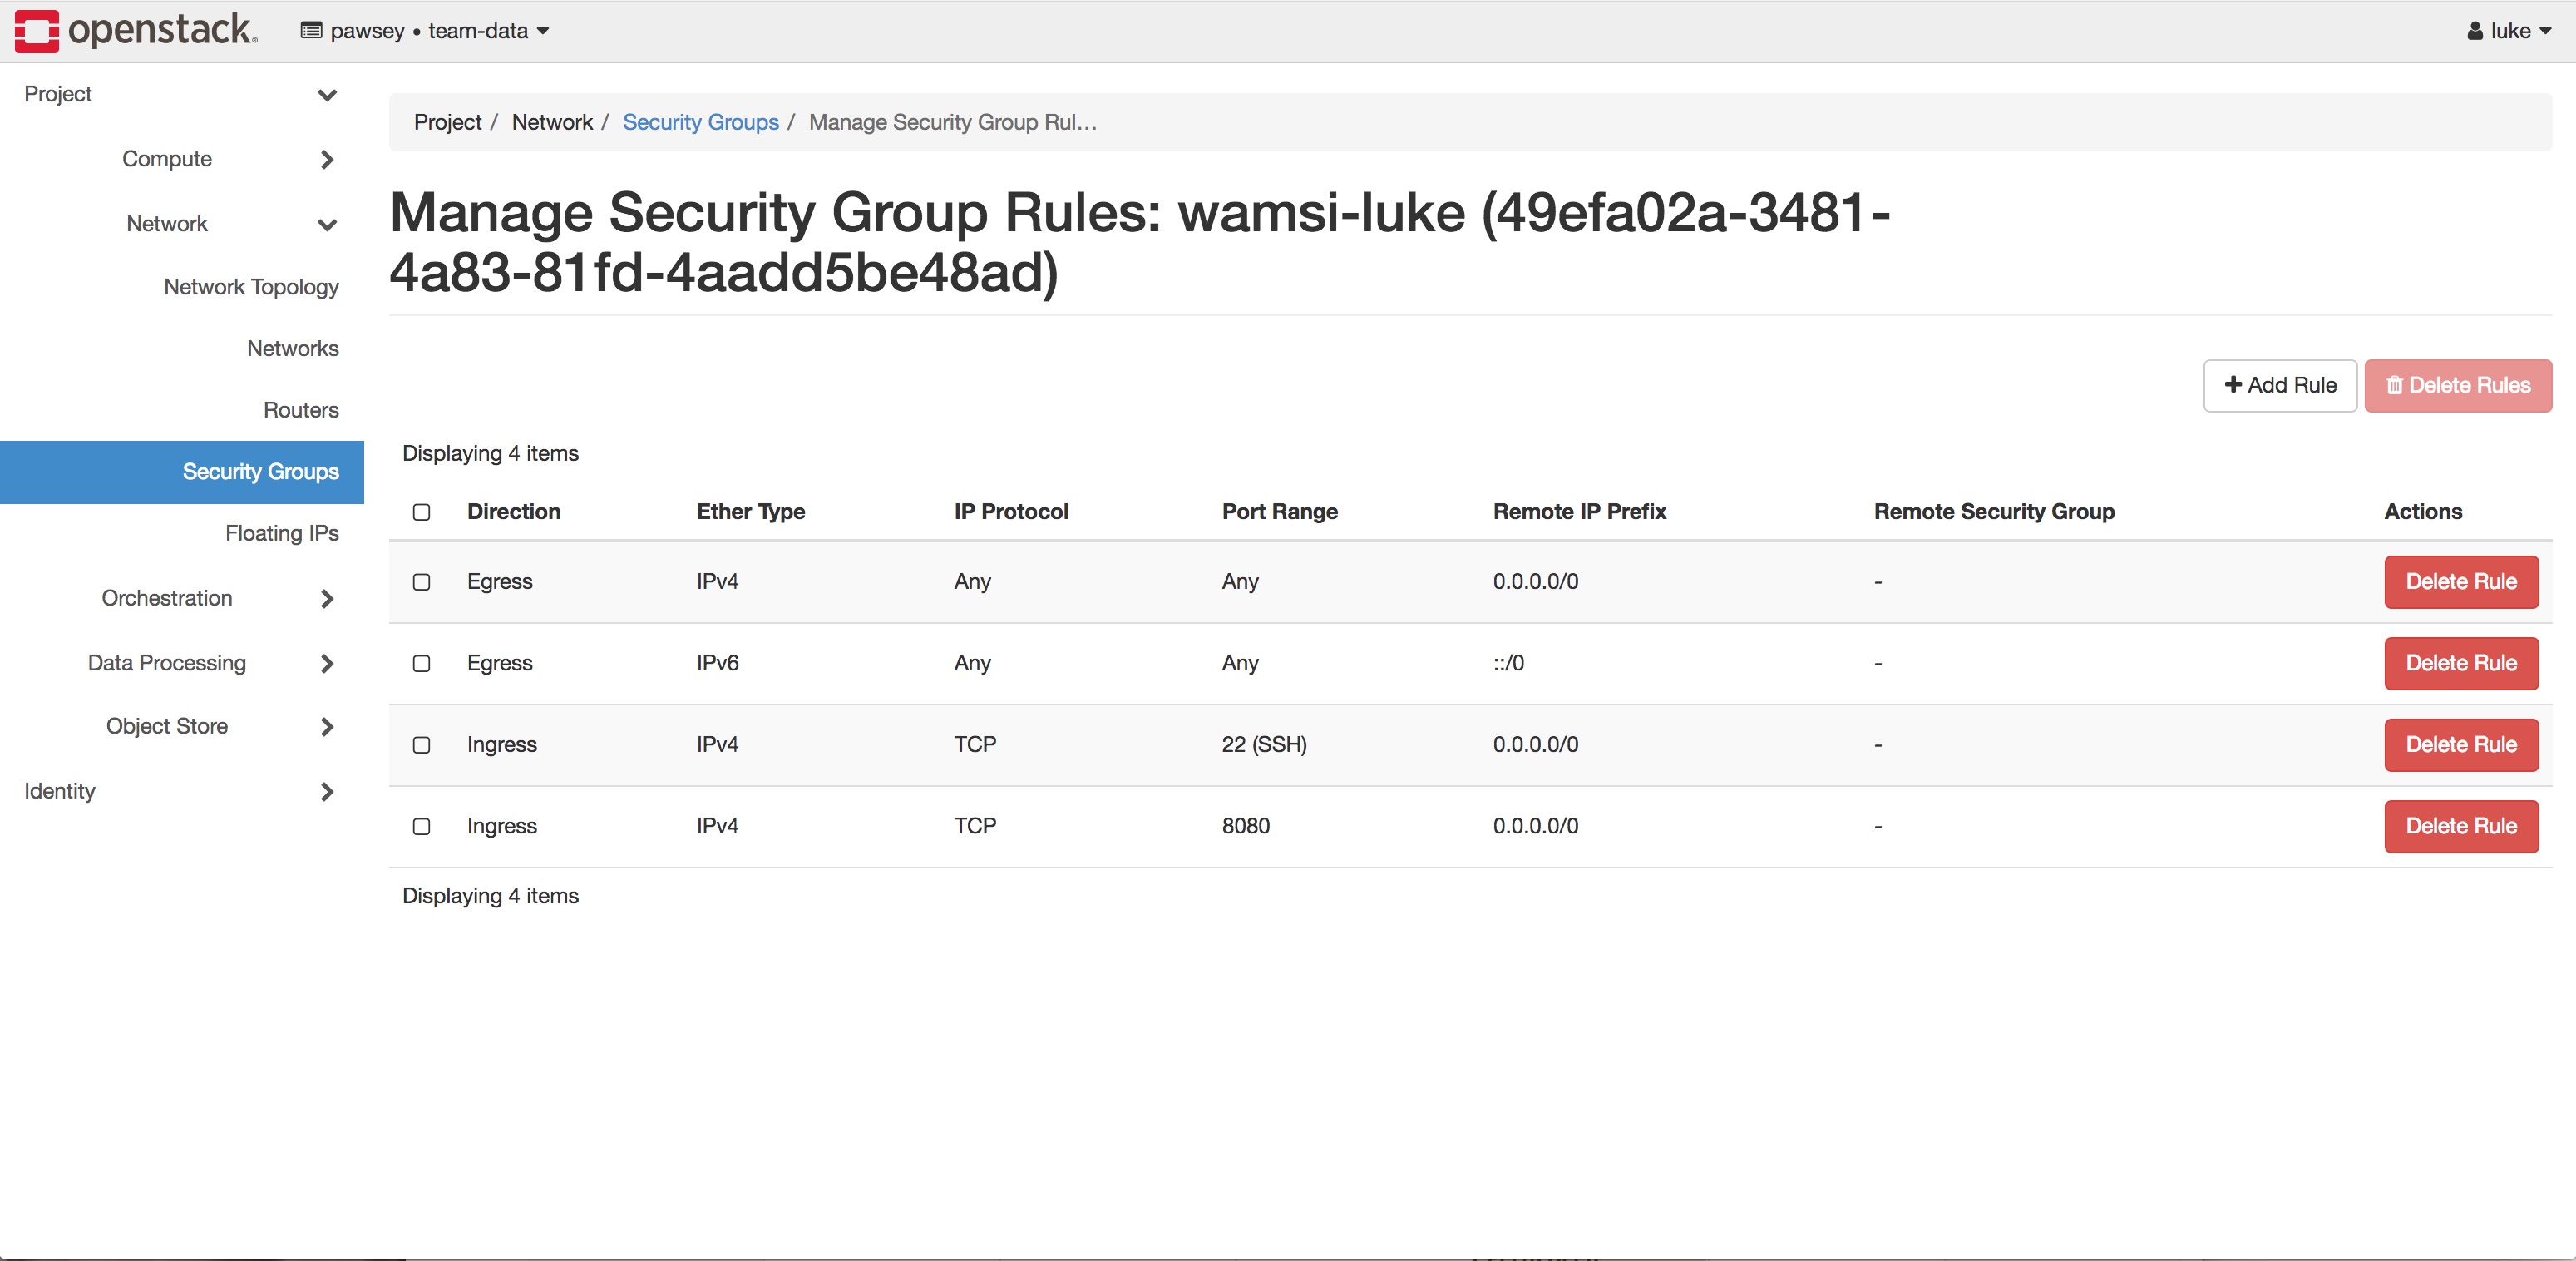 openstack. pawsey • team-data luke
Project
Compute
Network
Network Topology
Networks
Routers
Security Groups
Floating IPs
Orchestration
Data Processing
Object Store
Identity
Project / Network / Security Groups / Manage Security Group Rul…
Manage Security Group Rules: wamsi-luke (49efa02a-3481-
4a83-81fd-4aadd5be48ad)
Add Rule Delete Rules
Displaying 4 items
Direction Ether Type IP Protocol Port Range Remote IP Prefix Remote Security Group Actions
Egress IPv4 Any Any 0.0.0.0/0 - Delete Rule
Egress IPv6 Any Any ::/0 - Delete Rule
Ingress IPv4 TCP 22 (SSH) 0.0.0.0/0 - Delete Rule
Ingress IPv4 TCP 8080 0.0.0.0/0 - Delete Rule
Displaying 4 items